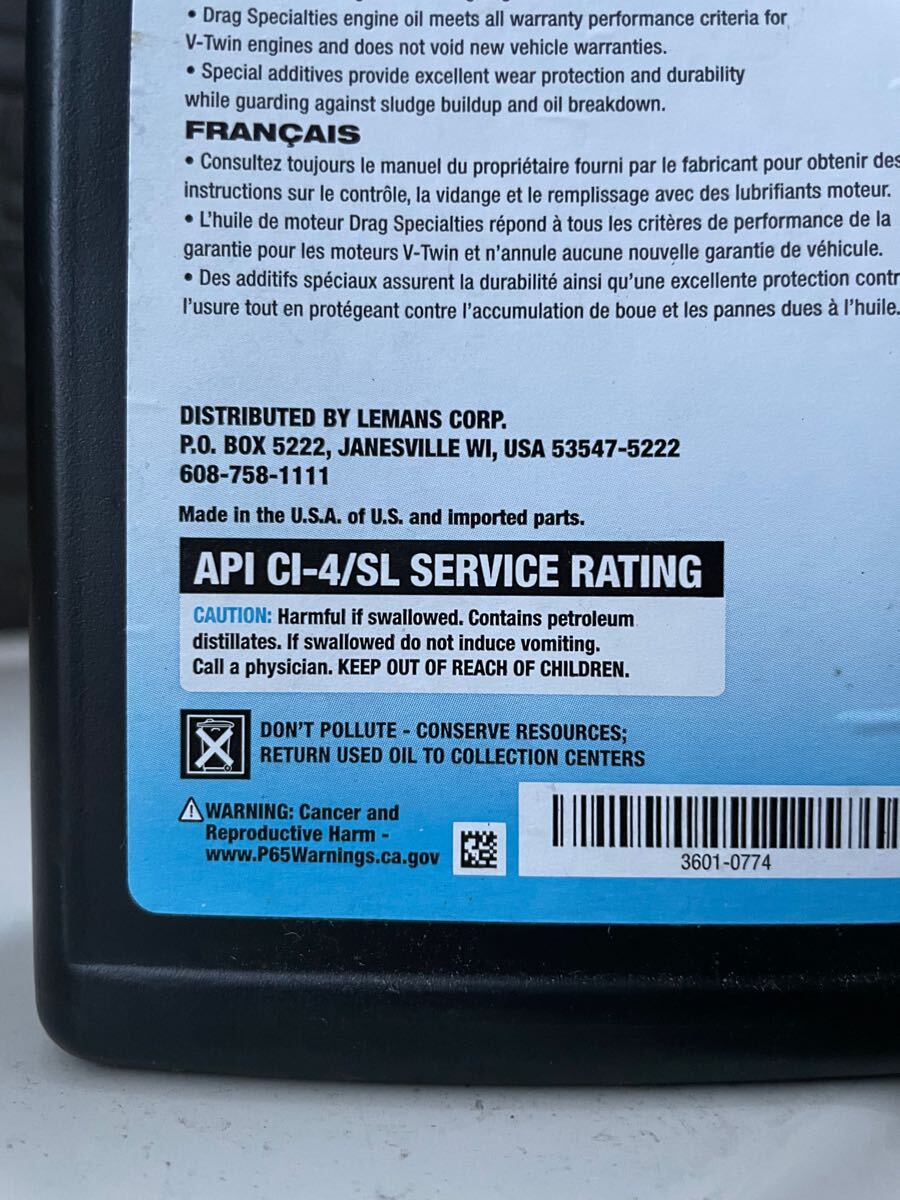 • Drag Specialties engine oil meets all warranty performance criteria for
V-Twin engines and does not void new vehicle warranties.
• Special additives provide excellent wear protection and durability
while guarding against sludge buildup and oil breakdown.
FRANÇAIS
• Consultez toujours le manuel du propriétaire fourni par le fabricant pour obtenir des
instructions sur le contrôle, la vidange et le remplissage avec des lubrifiants moteur.
• L'huile de moteur Drag Specialties répond à tous les critères de performance de la
garantie pour les moteurs V-Twin et n'annule aucune nouvelle garantie de véhicule.
• Des additifs spéciaux assurent la durabilité ainsi qu'une excellente protection contr
l'usure tout en protégeant contre l'accumulation de boue et les pannes dues à l'huile.
DISTRIBUTED BY LEMANS CORP.
P.O. BOX 5222, JANESVILLE WI, USA 53547-5222
608-758-1111
Made in the U.S.A. of U.S. and imported parts.
API CI-4/SL SERVICE RATING
CAUTION: Harmful if swallowed. Contains petroleum
distillates. If swallowed do not induce vomiting.
Call a physician. KEEP OUT OF REACH OF CHILDREN.
DON'T POLLUTE - CONSERVE RESOURCES;
RETURN USED OIL TO COLLECTION CENTERS
WARNING: Cancer and
Reproductive Harm -
www.P65Warnings.ca.gov
3601-0774